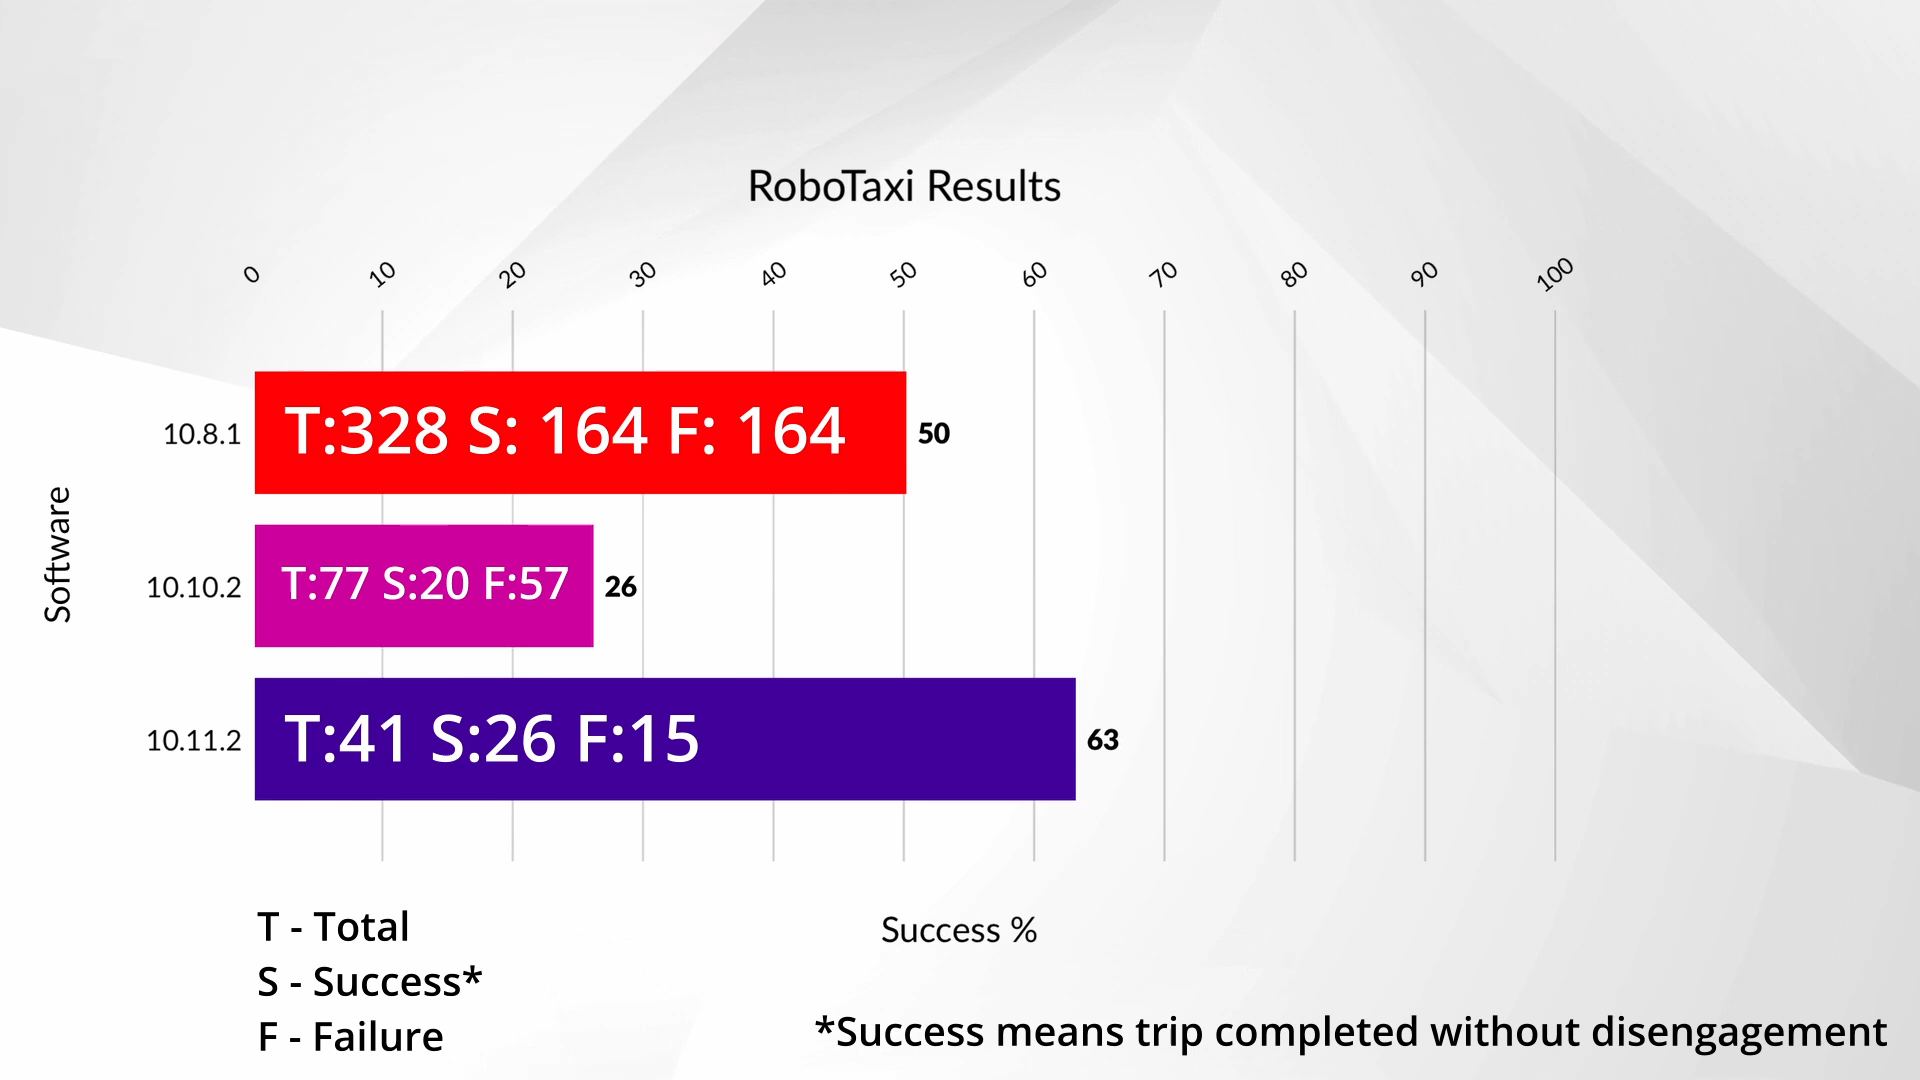 RoboTaxi Results
0 10 20 30 40 50 60 70 80 90 100
Software
10.8.1 T:328 S: 164 F: 164 50
10.10.2 T:77 S:20 F:57 26
10.11.2 T:41 S:26 F:15 63
Success %
T - Total
S - Success*
F - Failure
*Success means trip completed without disengagement